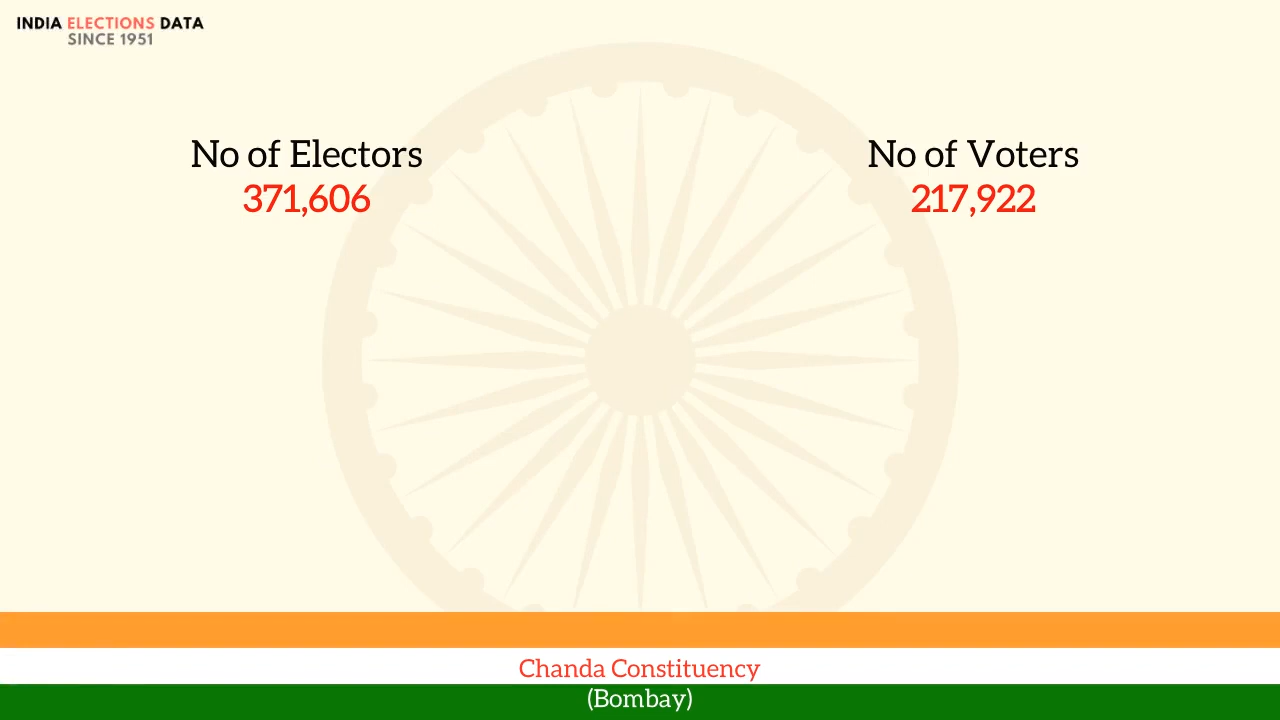 INDIA ELECTIONS DATA
SINCE 1951
No of Electors
371,606
No of Voters
217,922
Chanda Constituency
(Bombay)